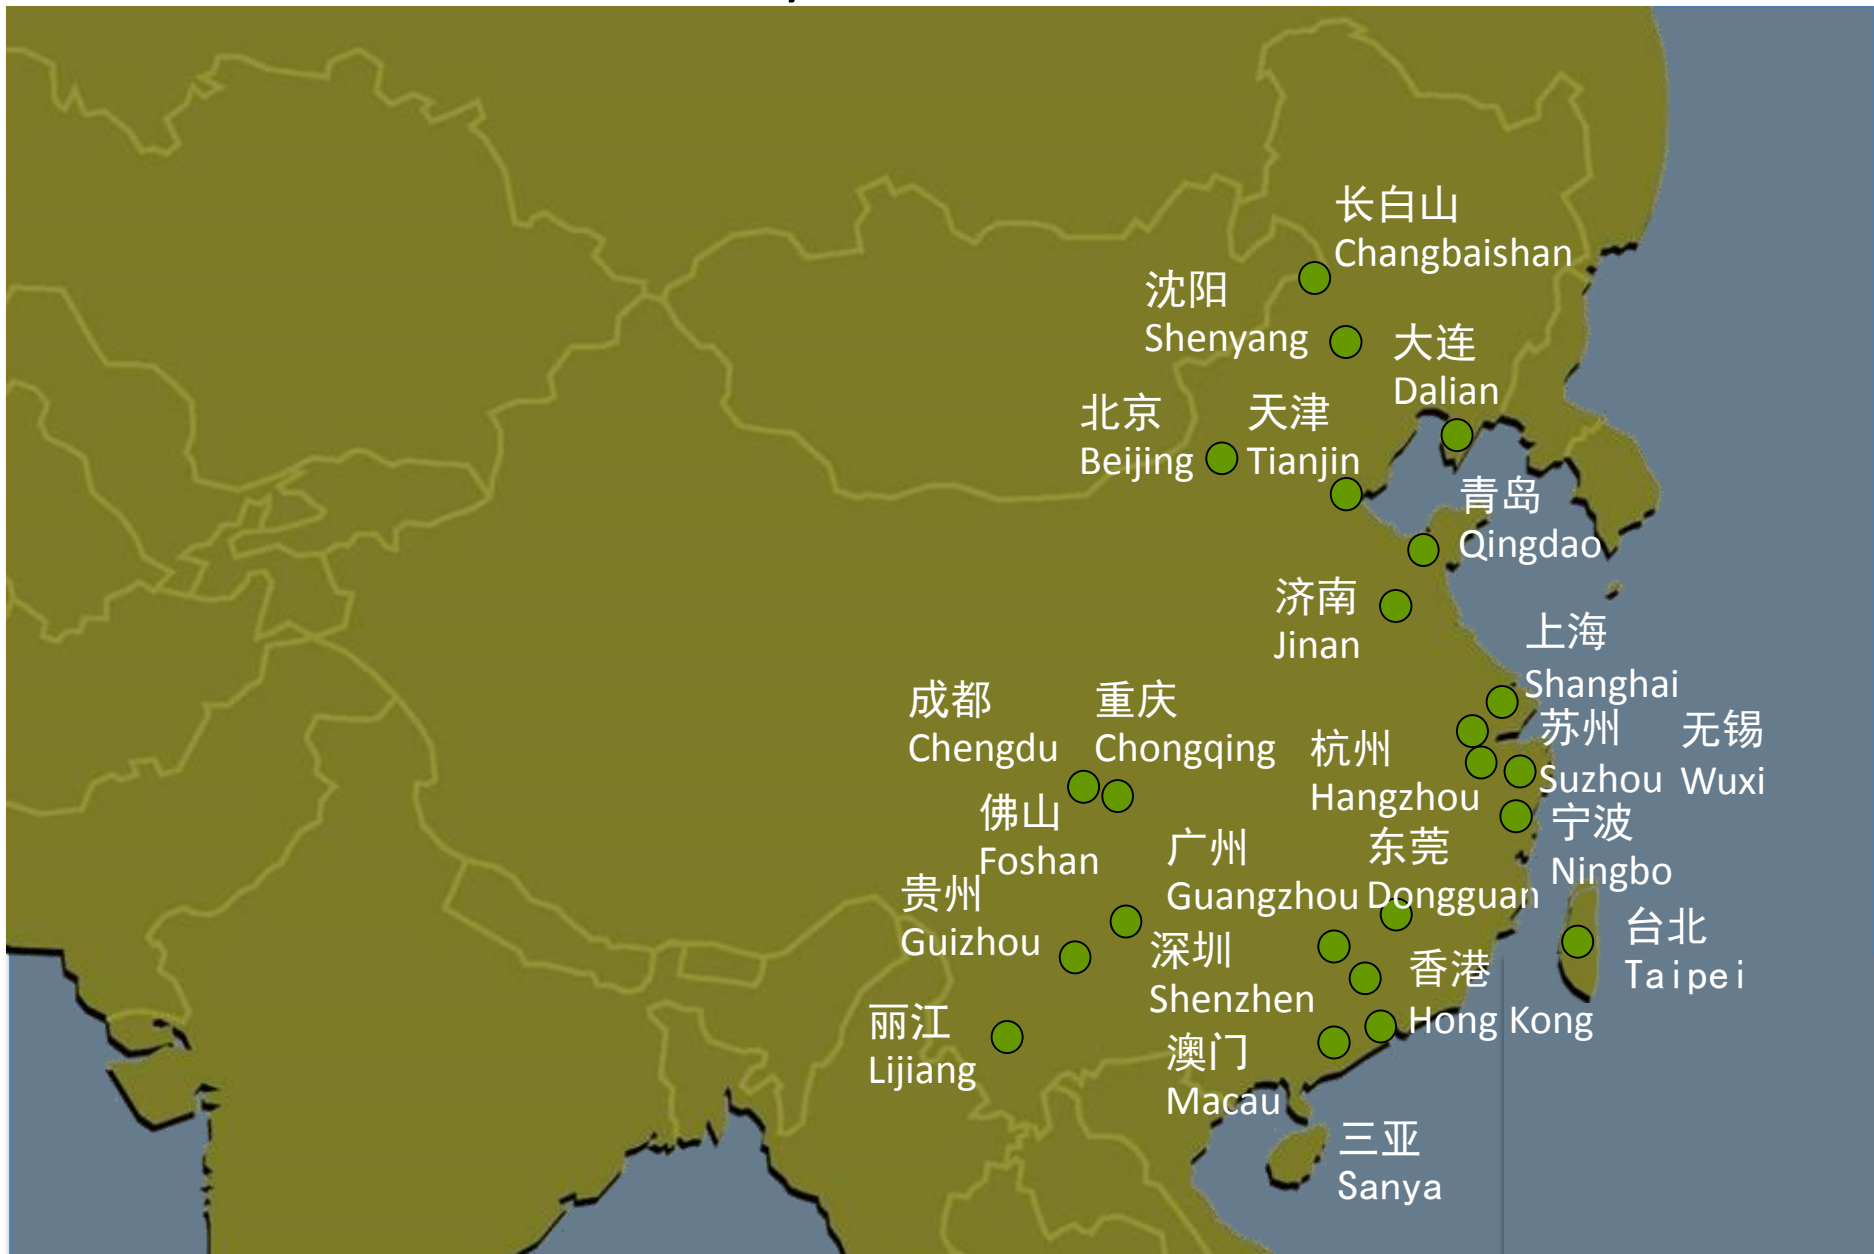 长白山
Changbaishan
沈阳
Shenyang
大连
Dalian
北京
Beijing
天津
Tianjin
青岛
Qingdao
济南
Jinan
上海
Shanghai
成都
Chengdu
重庆
Chongqing
杭州
Hangzhou
苏州
Suzhou
无锡
Wuxi
佛山
Foshan
宁波
Ningbo
广州
Guangzhou
东莞
Dongguan
贵州
Guizhou
台北
Taipei
深圳
Shenzhen
香港
Hong Kong
丽江
Lijiang
澳门
Macau
三亚
Sanya